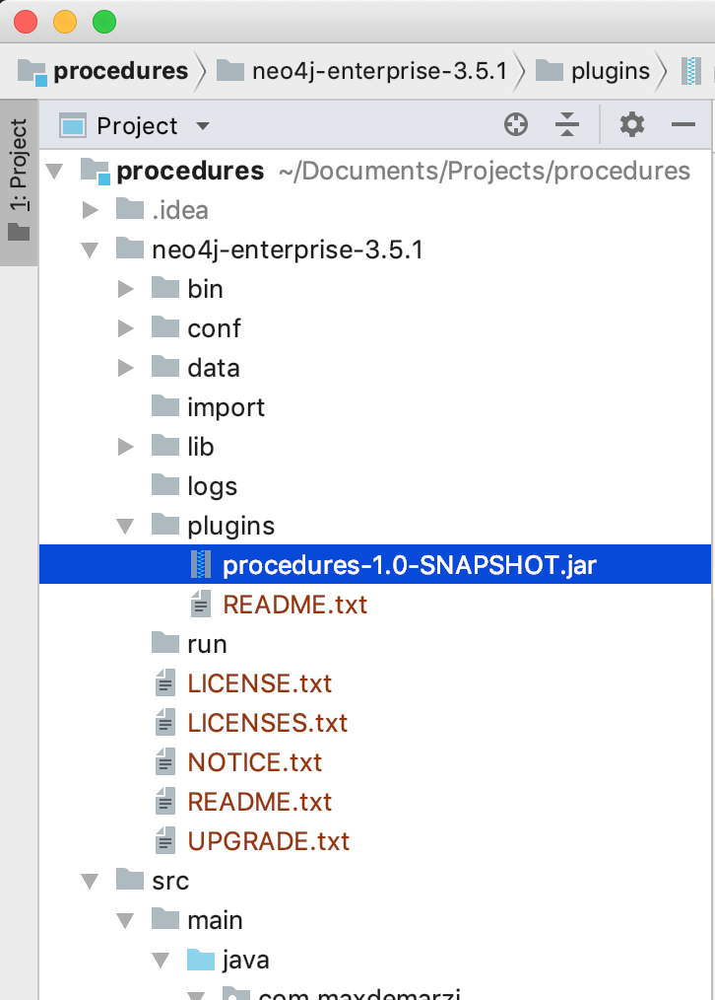 procedures neo4j-enterprise-3.5.1 plugins
1: Project
Project
procedures ~/Documents/Projects/procedures
.idea
neo4j-enterprise-3.5.1
bin
conf
data
import
lib
logs
plugins
procedures-1.0-SNAPSHOT.jar
README.txt
run
LICENSE.txt
LICENSES.txt
NOTICE.txt
README.txt
UPGRADE.txt
src
main
java
com.maxdemarzi